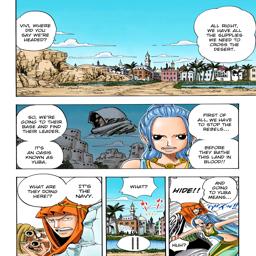 ALL RIGHT,
WE HAVE
ALL THE
SUPPLIES
WE NEED TO
CROSS THE
DESERT.
VIVI, WHERE
DID YOU
SAY WE'RE
HEADED?
FIRST OF
ALL, WE HAVE
TO STOP THE
REBELS...
BEFORE
THEY BATHE
THIS LAND IN
BLOOD!!
SO, WE'RE
GOING TO THEIR
BASE AND FIND
THEIR LEADER.
IT'S
AN OASIS
KNOWN AS
YUBA.
AND
GOING
TO YUBA
MEANS...
HIDE!!
HUH?
WHAT?
!!
IT'S
THE
NAVY.
WHAT ARE
THEY DOING
HERE!?